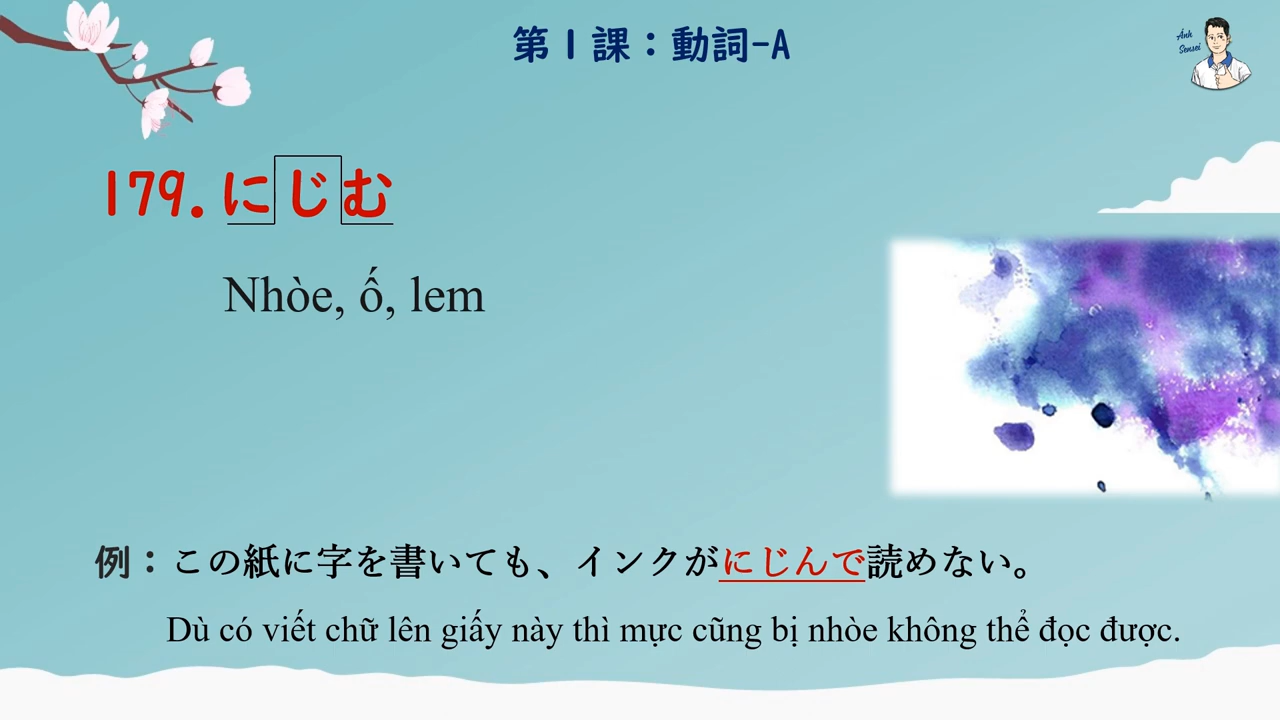 第1課：動詞-A
Ánh
Sensei
179. にじむ
Nhòe, ố, lem
例：この紙に字を書いても、インクがにじんで読めない。
Dù có viết chữ lên giấy này thì mực cũng bị nhòe không thể đọc được.